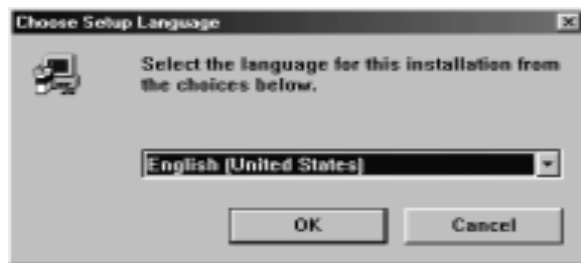 Choose Setup Language
Select the language for this installation from
the choices below.
English (United States)
OK
Cancel